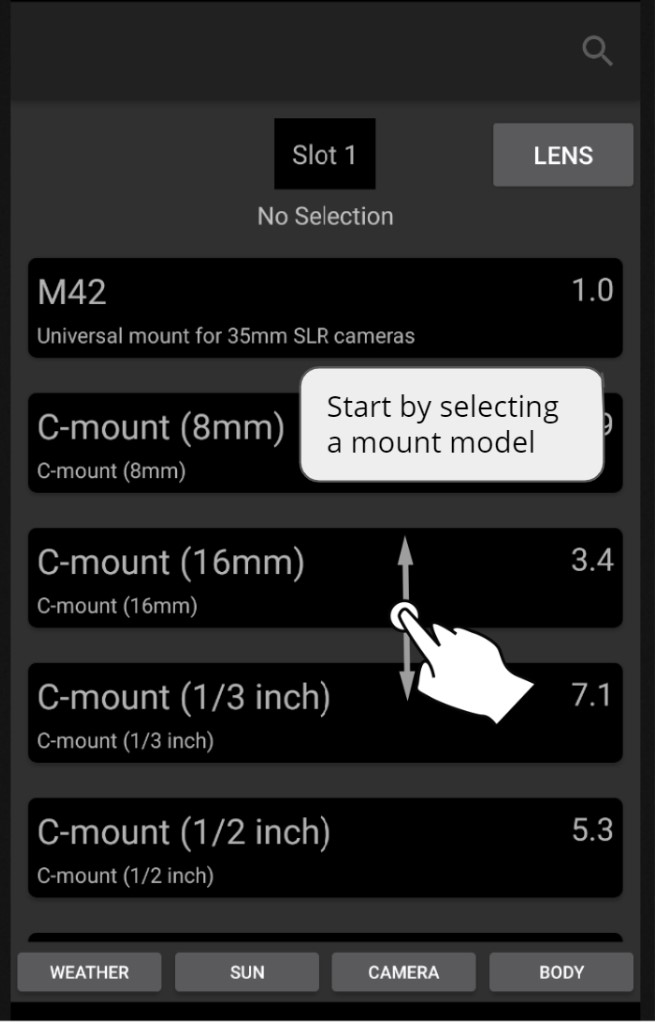 Slot 1
LENS
No Selection
M42
1.0
Universal mount for 35mm SLR cameras
Start by selecting
a mount model
C-mount (8mm)
C-mount (8mm)
C-mount (16mm)
3.4
C-mount (16mm)
C-mount (1/3 inch)
7.1
C-mount (1/3 inch)
C-mount (1/2 inch)
5.3
C-mount (1/2 inch)
WEATHER
SUN
CAMERA
BODY